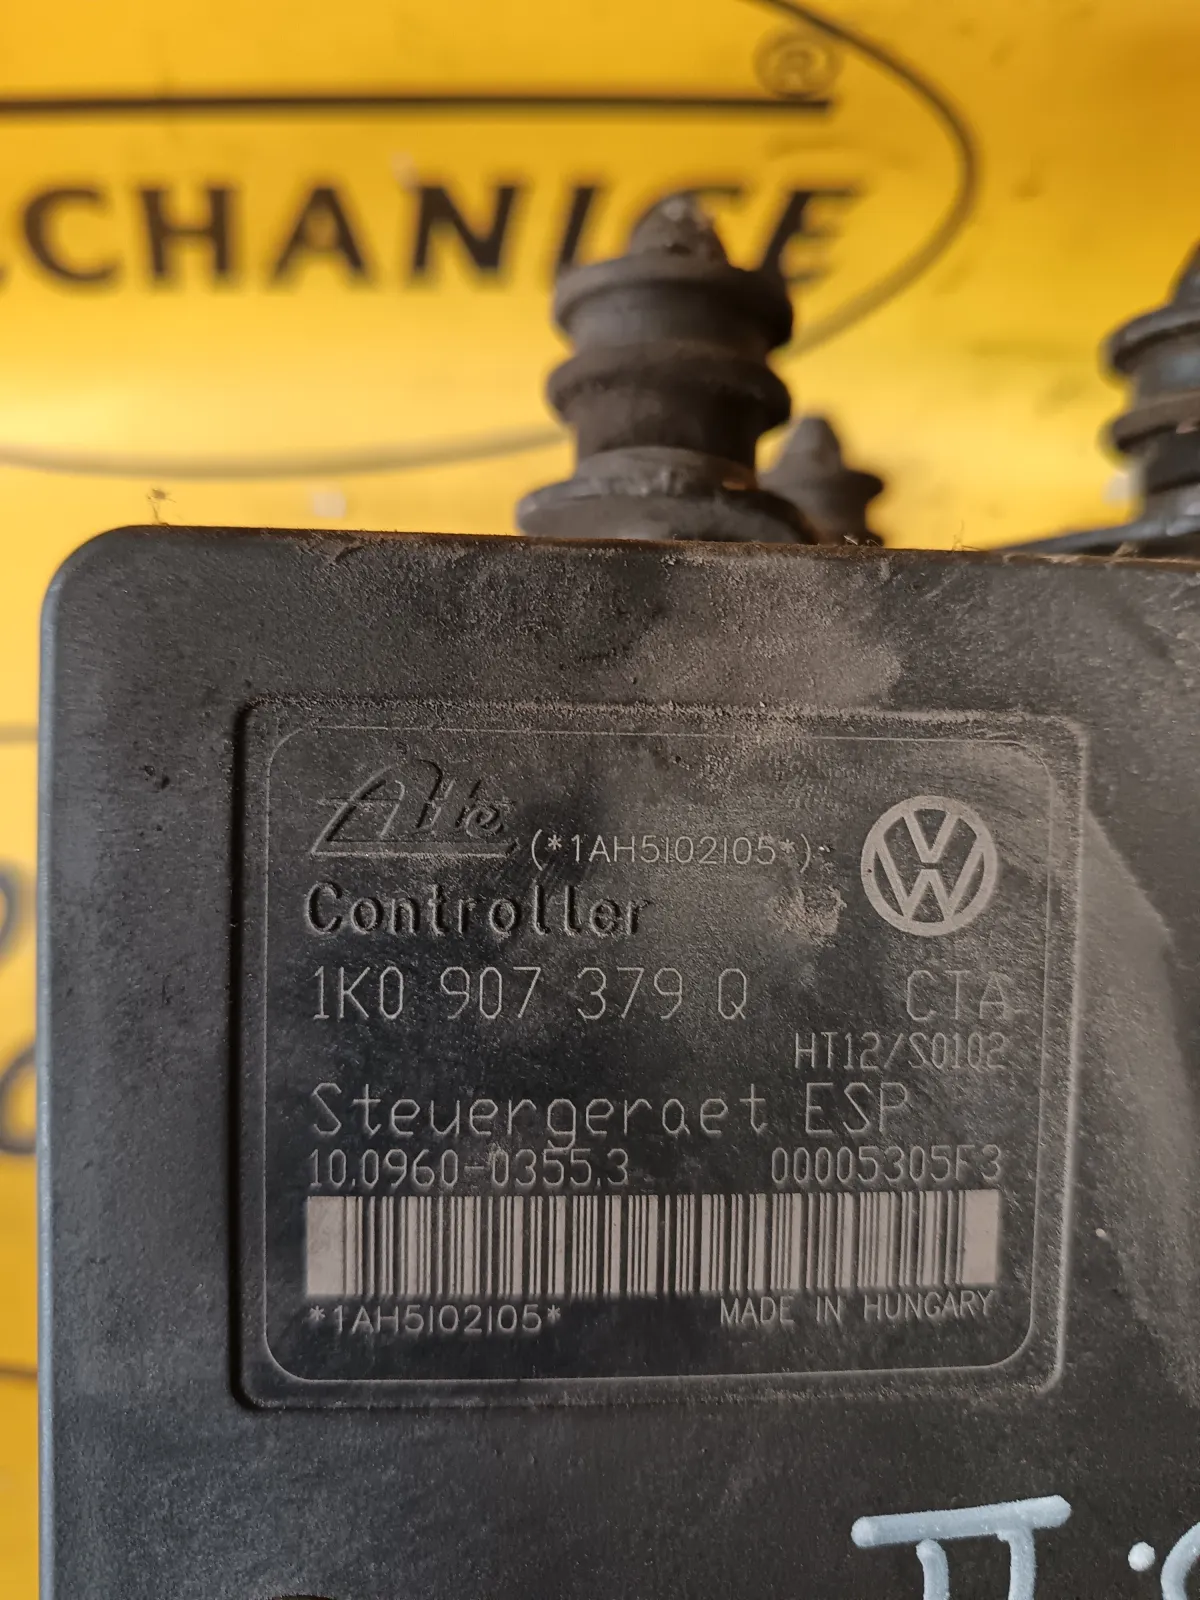 ®
CHANICE
Ate (*1AH5I02I05*)
Controller
1K0 907 379 Q CTA
HT12/S0102
Steuergeraet ESP
10.0960-0355.3 00005305F3
*1AH5I02I05* MADE IN HUNGARY